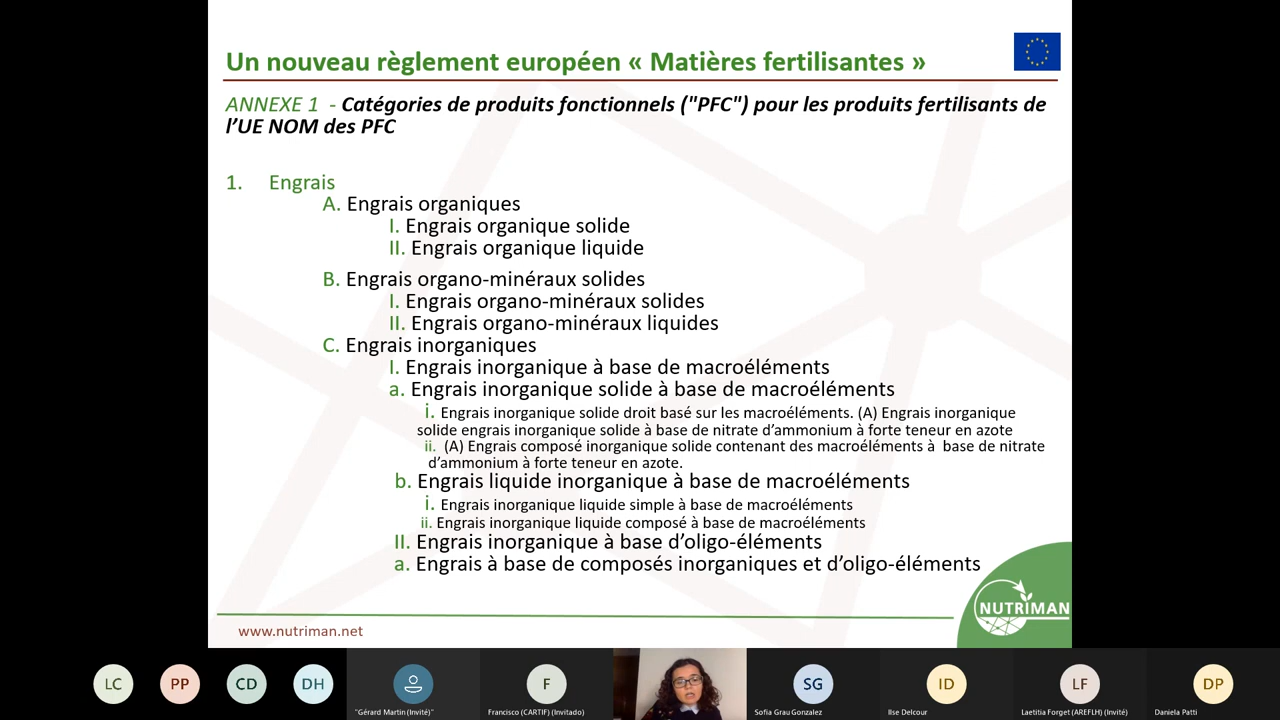 Un nouveau règlement européen « Matières fertilisantes »
ANNEXE 1 - Catégories de produits fonctionnels ("PFC") pour les produits fertilisants de
l'UE NOM des PFC
1. Engrais
A. Engrais organiques
I. Engrais organique solide
II. Engrais organique liquide
B. Engrais organo-minéraux solides
I. Engrais organo-minéraux solides
II. Engrais organo-minéraux liquides
C. Engrais inorganiques
I. Engrais inorganique à base de macroéléments
a. Engrais inorganique solide à base de macroéléments
i. Engrais inorganique solide droit basé sur les macroéléments. (A) Engrais inorganique
solide engrais inorganique solide à base de nitrate d'ammonium à forte teneur en azote
ii. (A) Engrais composé inorganique solide contenant des macroéléments à base de nitrate
d'ammonium à forte teneur en azote.
b. Engrais liquide inorganique à base de macroéléments
i. Engrais inorganique liquide simple à base de macroéléments
ii. Engrais inorganique liquide composé à base de macroéléments
II. Engrais inorganique à base d'oligo-éléments
a. Engrais à base de composés inorganiques et d'oligo-éléments
NUTRIMAN
www.nutriman.net
LC PP CD DH F SG ID LF DP
"Gérard Martin (Invité)" Francisco (CARTIF) (Invitado) Sofia Grau Gonzalez Ilse Delcour Laetitia Forget (AREFLH) (Invité) Daniela Patti